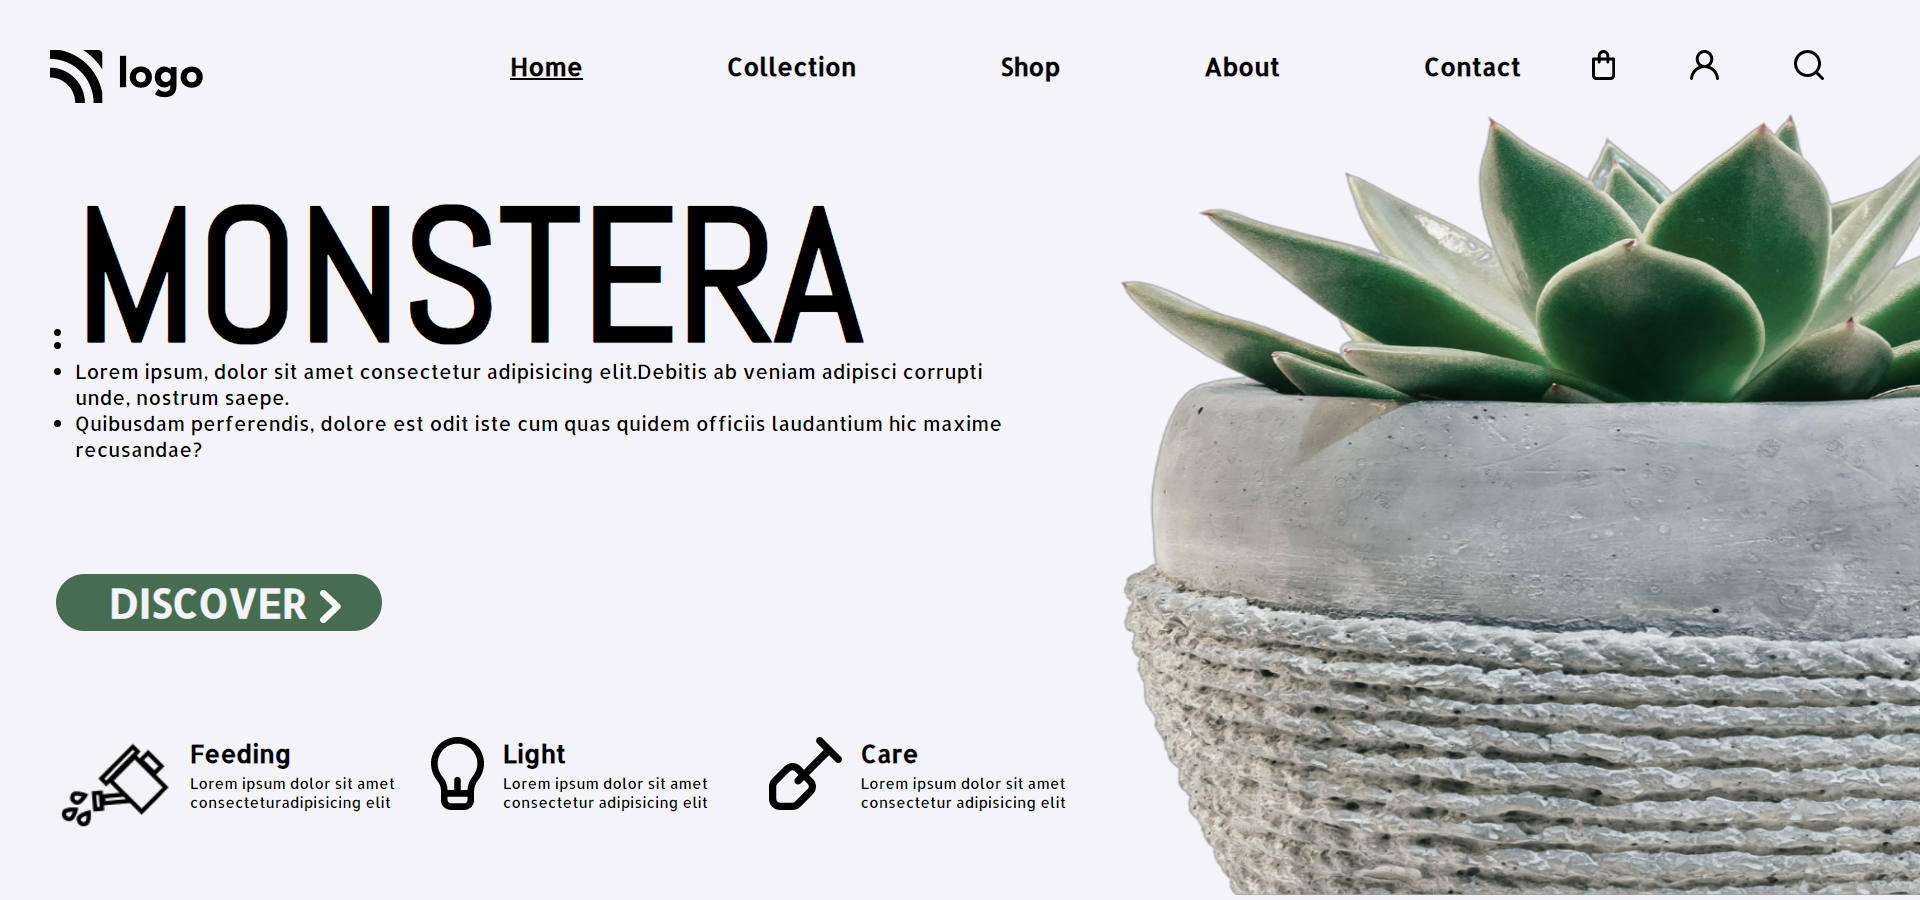 logo
Home
Collection
Shop
About
Contact
MONSTERA
Lorem ipsum, dolor sit amet consectetur adipisicing elit.Debitis ab veniam adipisci corrupti
unde, nostrum saepe.
Quibusdam perferendis, dolore est odit iste cum quas quidem officiis laudantium hic maxime
recusandae?
DISCOVER
Feeding
Lorem ipsum dolor sit amet
consecteturadipisicing elit
Light
Lorem ipsum dolor sit amet
consectetur adipisicing elit
Care
Lorem ipsum dolor sit amet
consectetur adipisicing elit